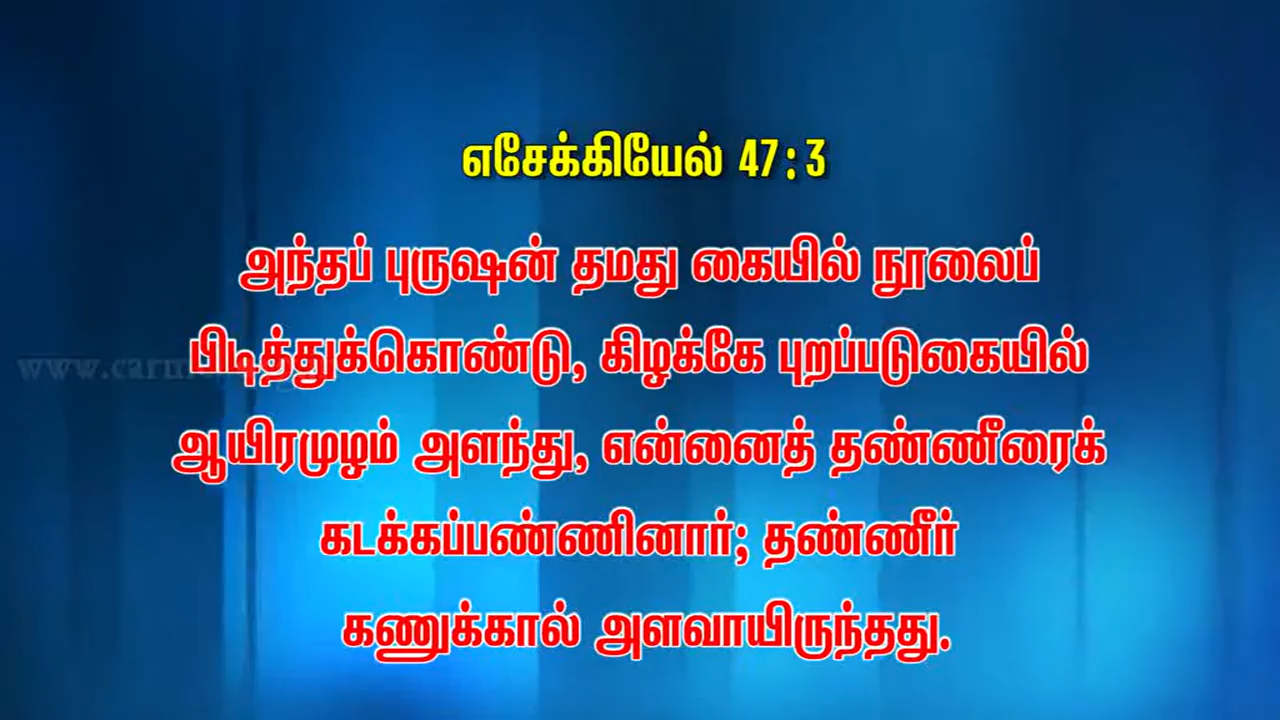 எசேக்கியேல் 47:3
அந்தப் புருஷன் தமது கையில் நூலைப்
பிடித்துக்கொண்டு, கிழக்கே புறப்படுகையில்
ஆயிரமுழம் அளந்து, என்னைத் தண்ணீரைக்
கடக்கப்பண்ணினார்; தண்ணீர்
கணுக்கால் அளவாயிருந்தது.